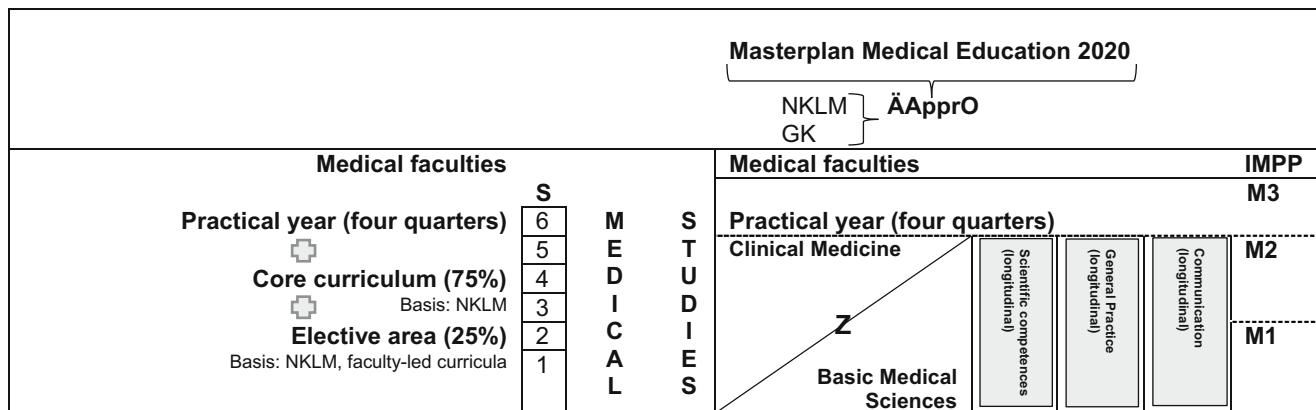 Masterplan Medical Education 2020
NKLM
GK
ÄApprO
Medical faculties
S
Practical year (four quarters)
6
5
Core curriculum (75%)
4
Basis: NKLM
3
Elective area (25%)
2
Basis: NKLM, faculty-led curricula
1
MEDICAL
STUDIES
Medical faculties
IMPP
M3
Practical year (four quarters)
Clinical Medicine
M2
Z
M1
Basic Medical
Sciences
Scientific competences
(longitudinal)
General Practice
(longitudinal)
Communication
(longitudinal)